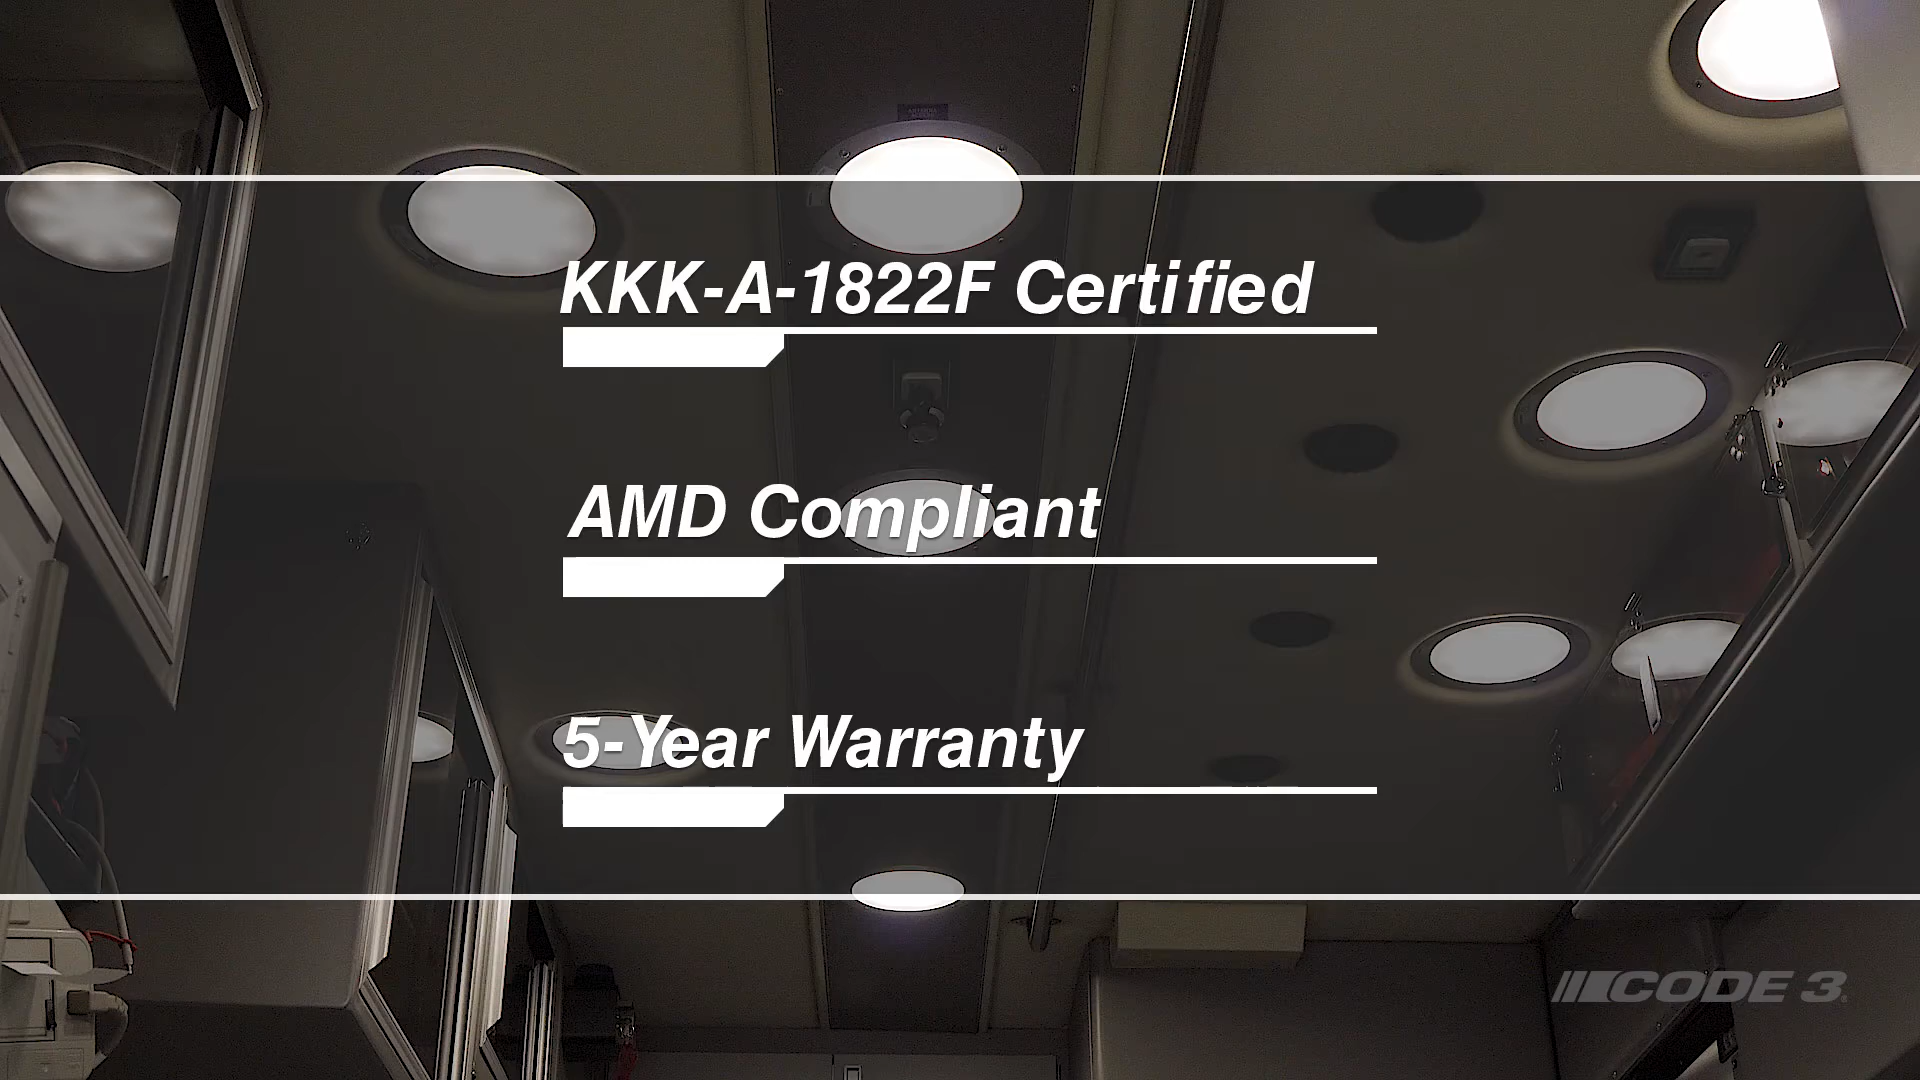 KKK-A-1822F Certified
AMD Compliant
5-Year Warranty
CODE 3